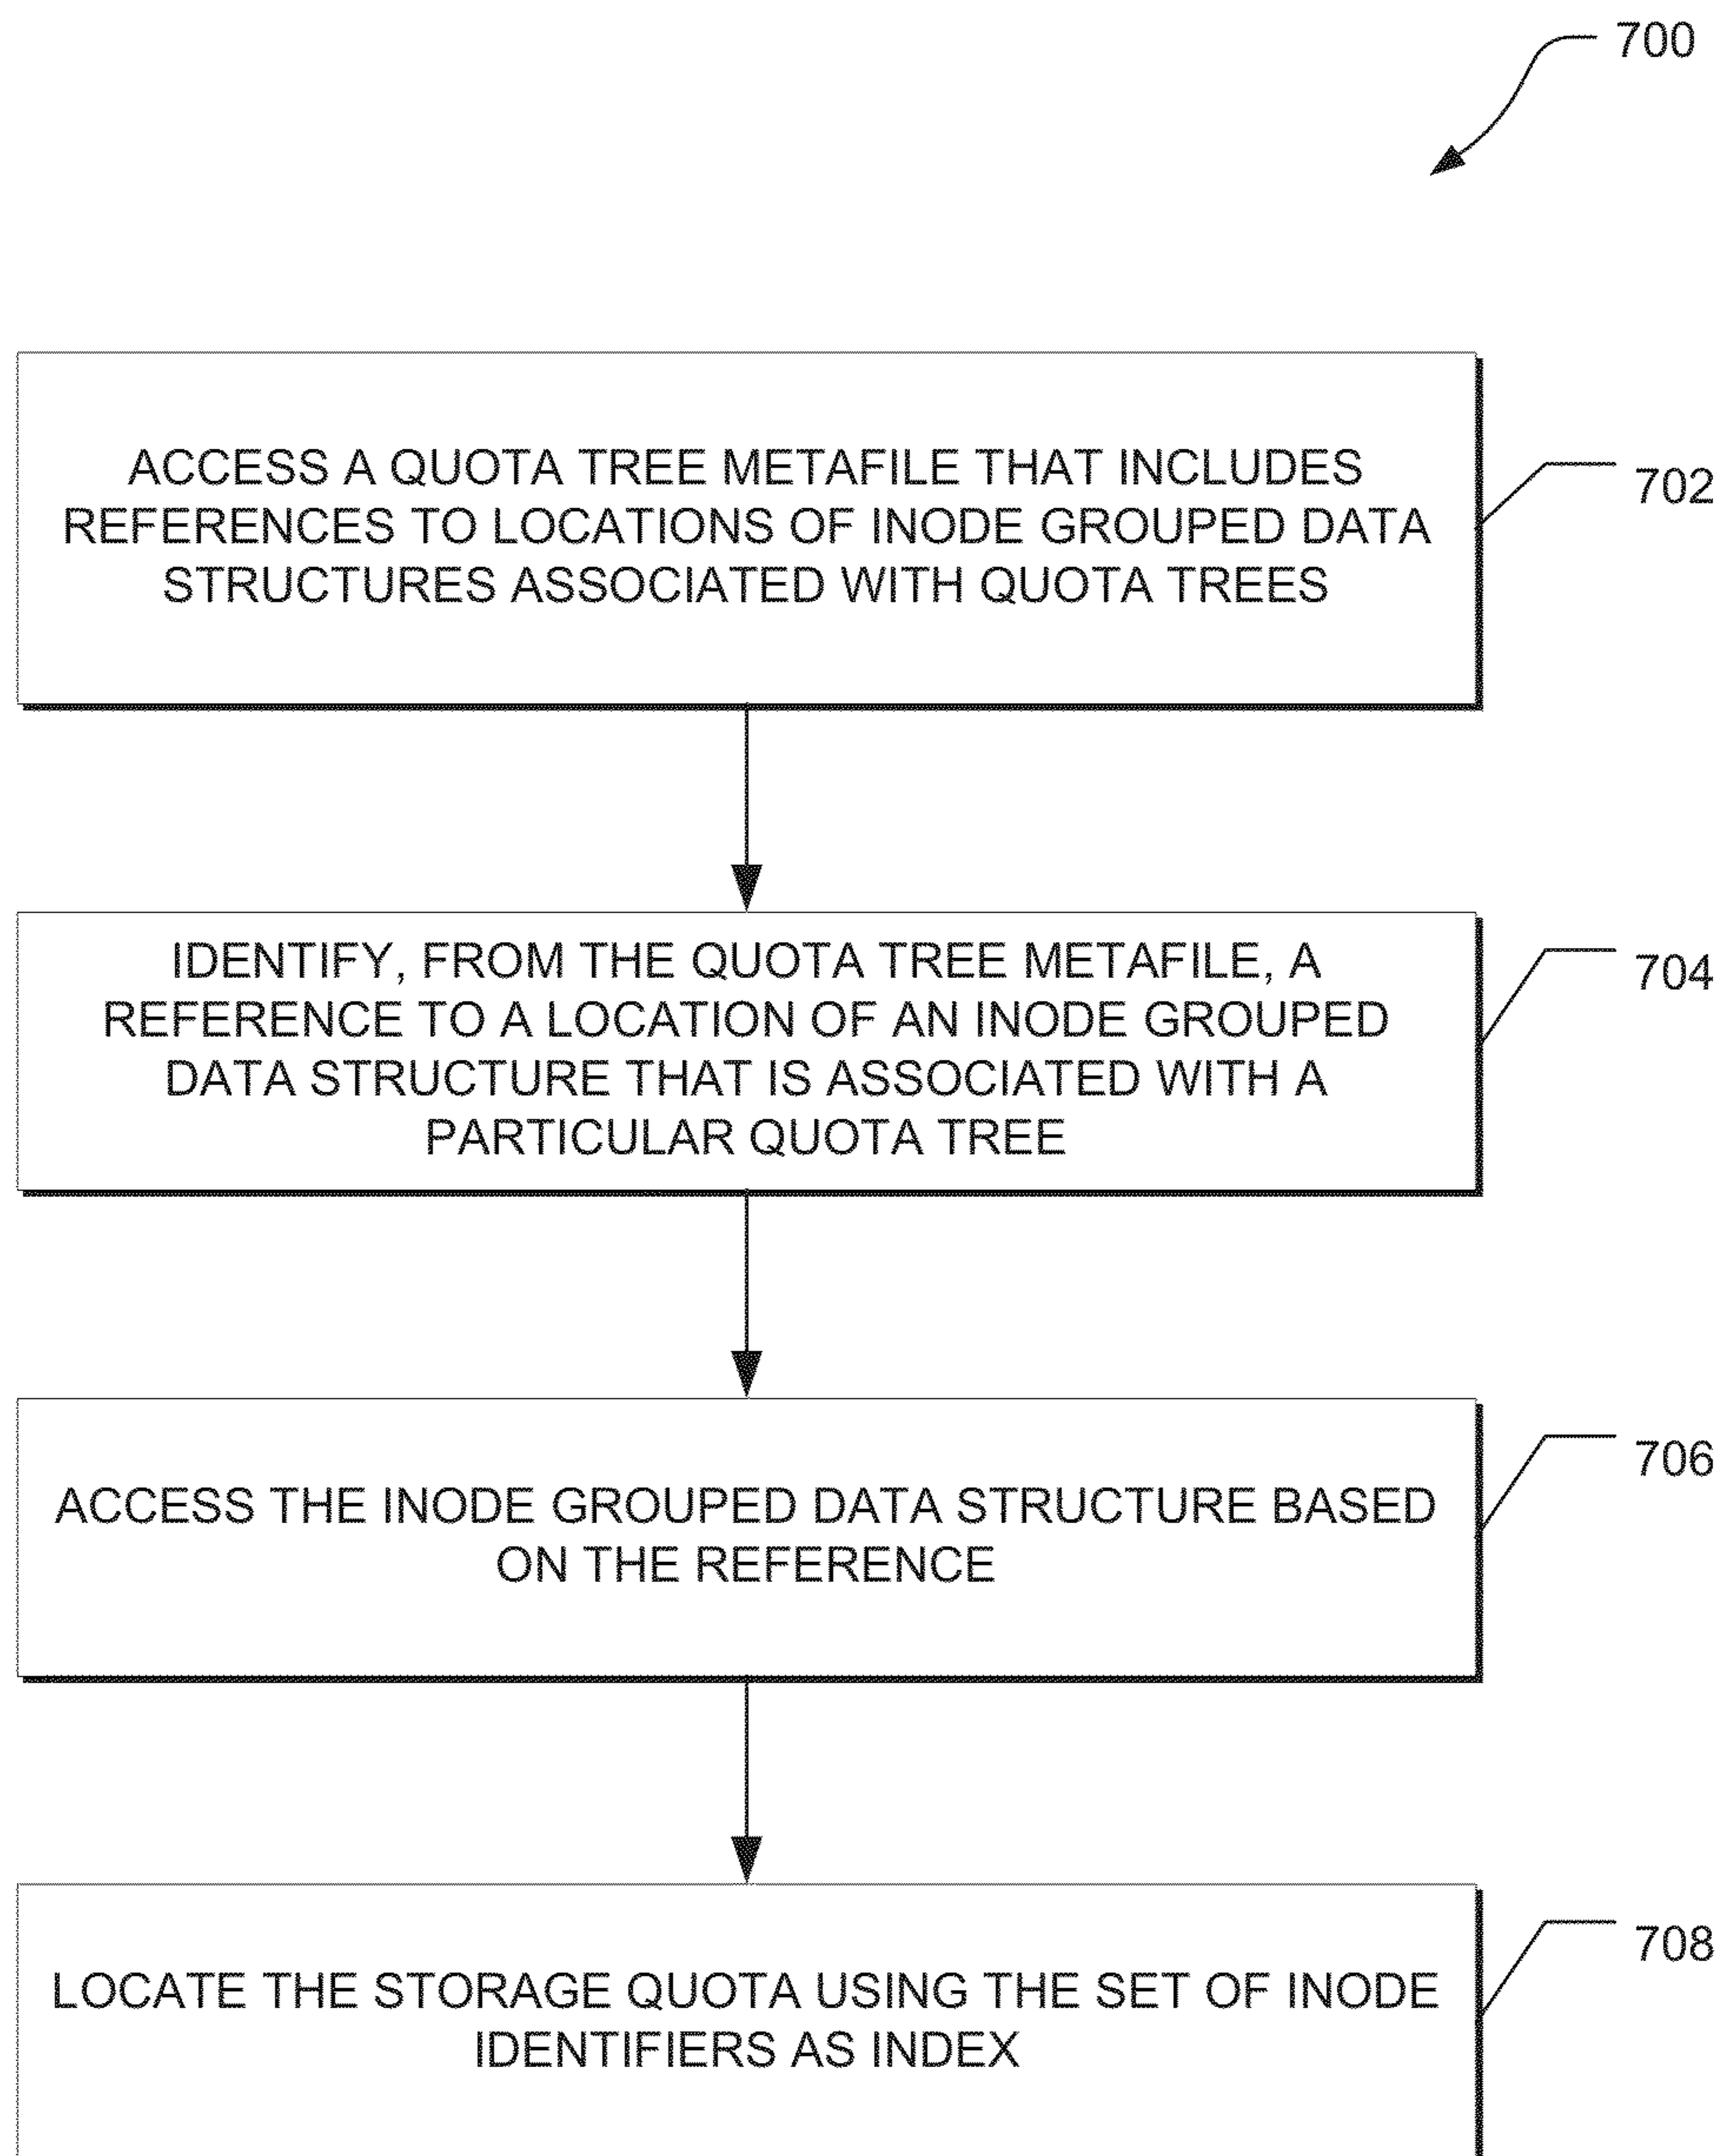 700
ACCESS A QUOTA TREE METAFILE THAT INCLUDES
REFERENCES TO LOCATIONS OF INODE GROUPED DATA
STRUCTURES ASSOCIATED WITH QUOTA TREES
702
IDENTIFY, FROM THE QUOTA TREE METAFILE, A
REFERENCE TO A LOCATION OF AN INODE GROUPED
DATA STRUCTURE THAT IS ASSOCIATED WITH A
PARTICULAR QUOTA TREE
704
ACCESS THE INODE GROUPED DATA STRUCTURE BASED
ON THE REFERENCE
706
LOCATE THE STORAGE QUOTA USING THE SET OF INODE
IDENTIFIERS AS INDEX
708